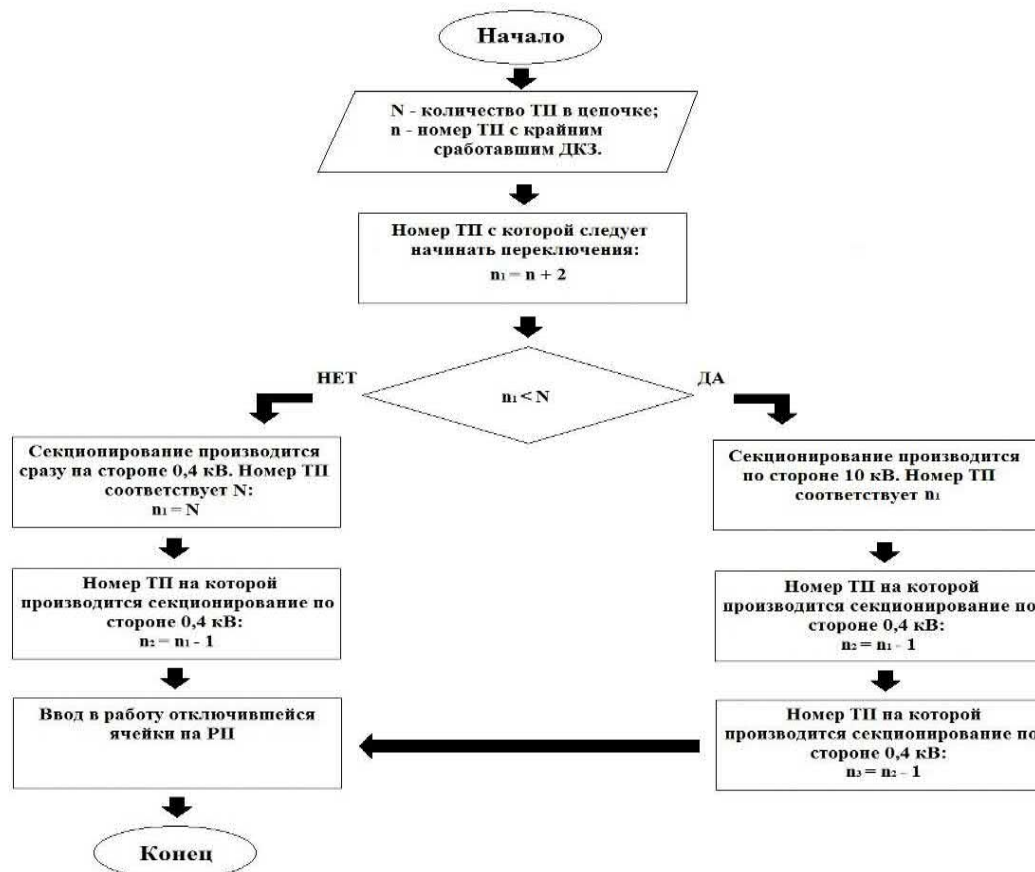 Начало
N - количество ТП в цепочке;
n - номер ТП с крайним
сработавшим ДКЗ.
Номер ТП с которой следует
начинать переключения:
n₁ = n + 2
НЕТ
n₁ < N
ДА
Секционирование производится
сразу на стороне 0,4 кВ. Номер ТП
соответствует N:
n₁ = N
Номер ТП на которой
производится секционирование по
стороне 0,4 кВ:
n₂ = n₁ - 1
Ввод в работу отключившейся
ячейки на РП
Конец
Секционирование производится
по стороне 10 кВ. Номер ТП
соответствует n₁
Номер ТП на которой
производится секционирование по
стороне 0,4 кВ:
n₂ = n₁ - 1
Номер ТП на которой
производится секционирование по
стороне 0,4 кВ:
n₃ = n₂ - 1